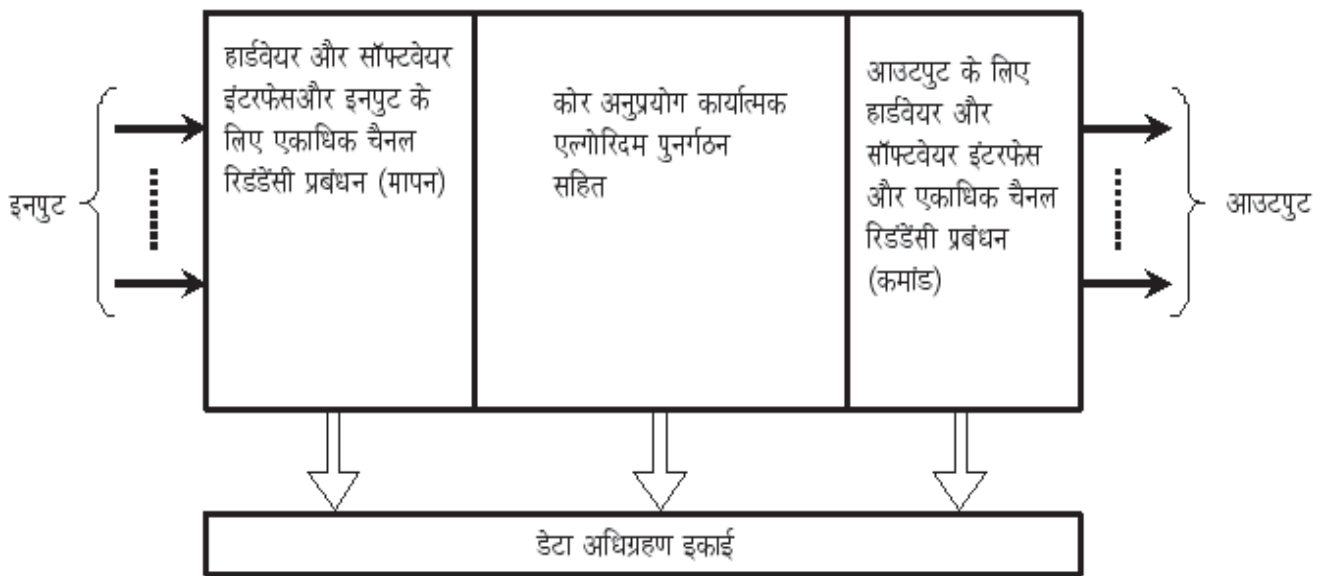 हार्डवेयर और सॉफ्टवेयर
इंटरफेसऔर इनपुट के
लिए एकाधिक चैनल
रिडंडेंसी प्रबंधन (मापन)
कोर अनुप्रयोग कार्यात्मक
एल्गोरिदम पुनर्गठन
सहित
आउटपुट के लिए
हार्डवेयर और
सॉफ्टवेयर इंटरफेस
और एकाधिक चैनल
रिडंडेंसी प्रबंधन
(कमांड)
इनपुट
आउटपुट
डेटा अधिग्रहण इकाई